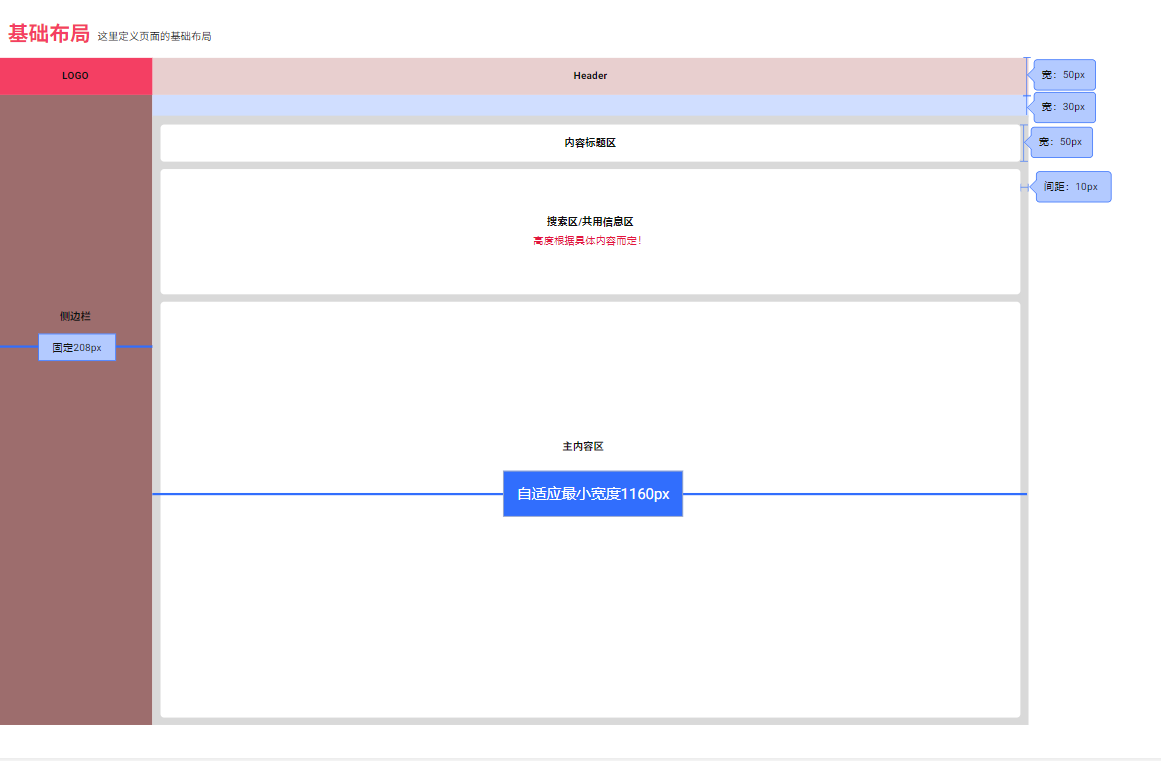 基础布局 这里定义页面的基础布局
LOGO
Header
宽：50px
宽：30px
内容标题区
宽：50px
间距：10px
搜索区/共用信息区
高度根据具体内容而定！
侧边栏
固定208px
主内容区
自适应最小宽度1160px